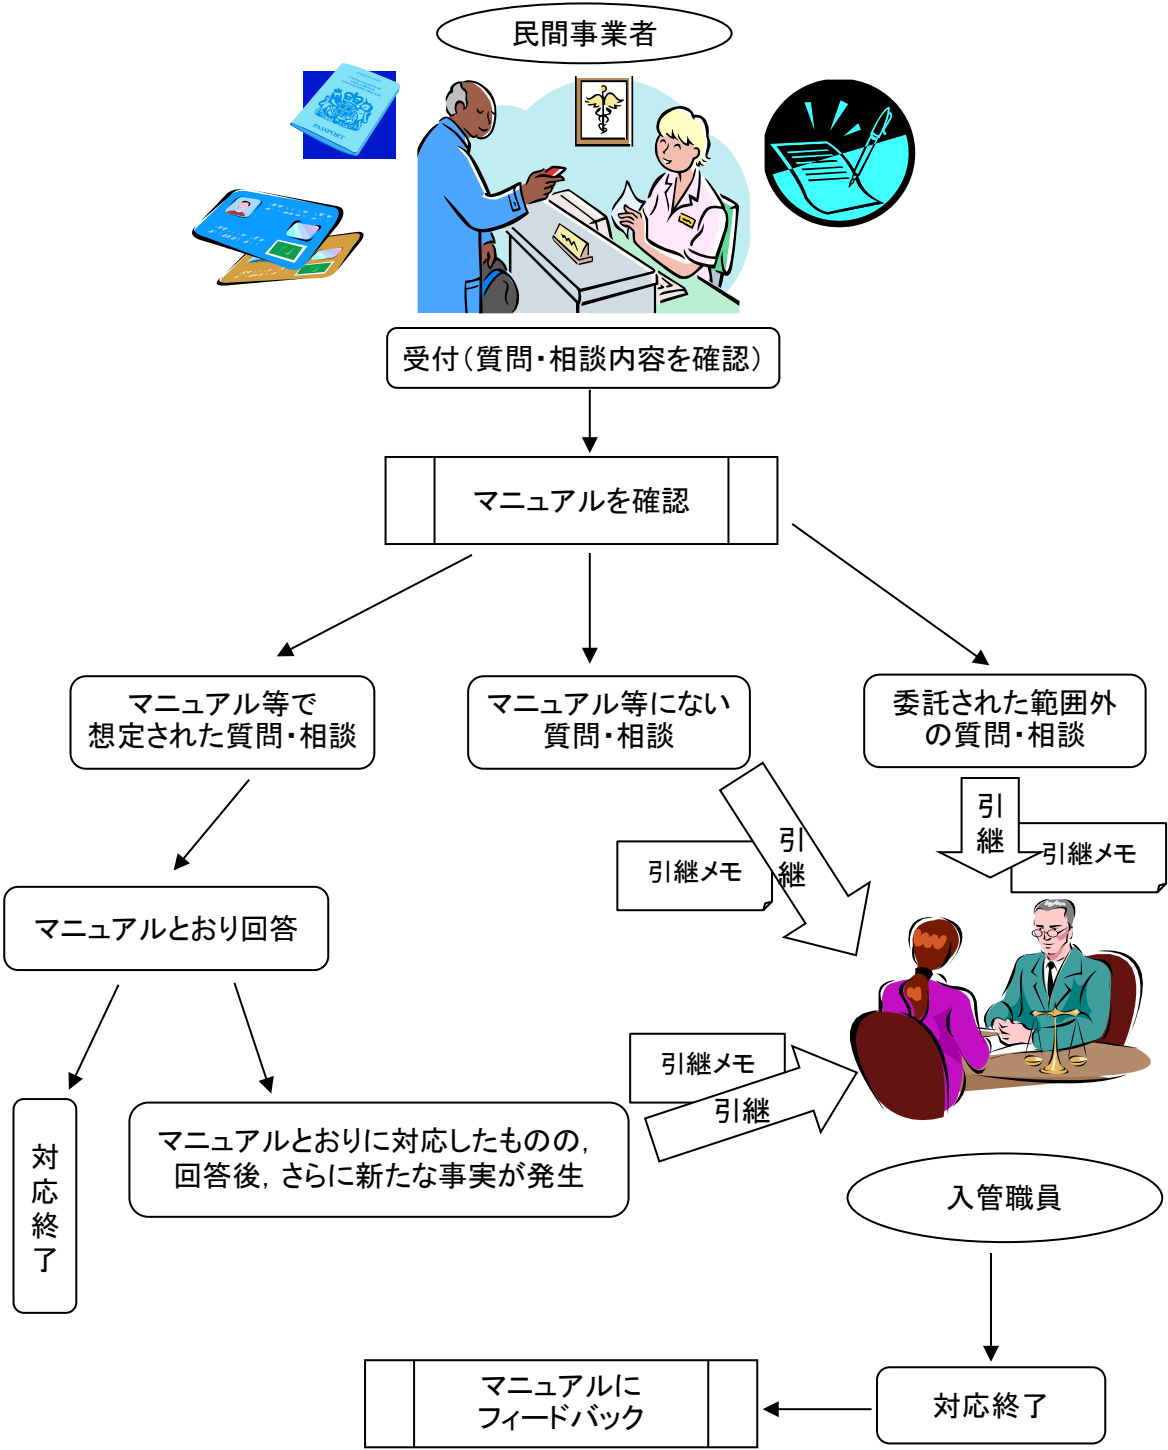 民間事業者
PASSPORT
受付（質問・相談内容を確認）
マニュアルを確認
マニュアル等で
想定された質問・相談
マニュアル等にない
質問・相談
委託された範囲外
の質問・相談
引
継
引継メモ
引
継
引継メモ
マニュアルとおり回答
引継メモ
引継
対
応
終
了
マニュアルとおりに対応したものの，
回答後，さらに新たな事実が発生
入管職員
マニュアルに
フィードバック
対応終了